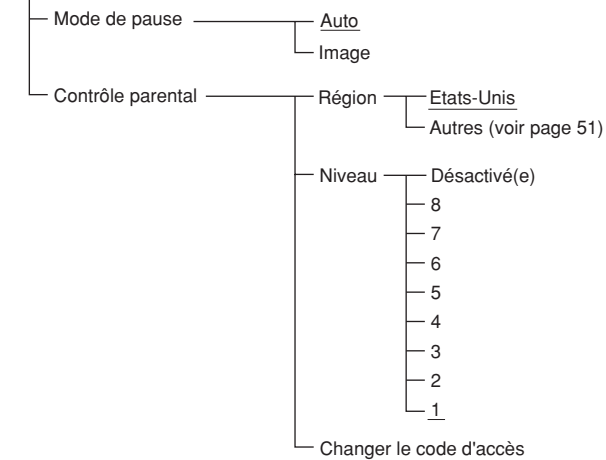 Mode de pause
Auto
Image
Contrôle parental
Région
Etats-Unis
Autres (voir page 51)
Niveau
Désactivé(e)
8
7
6
5
4
3
2
1
Changer le code d'accès